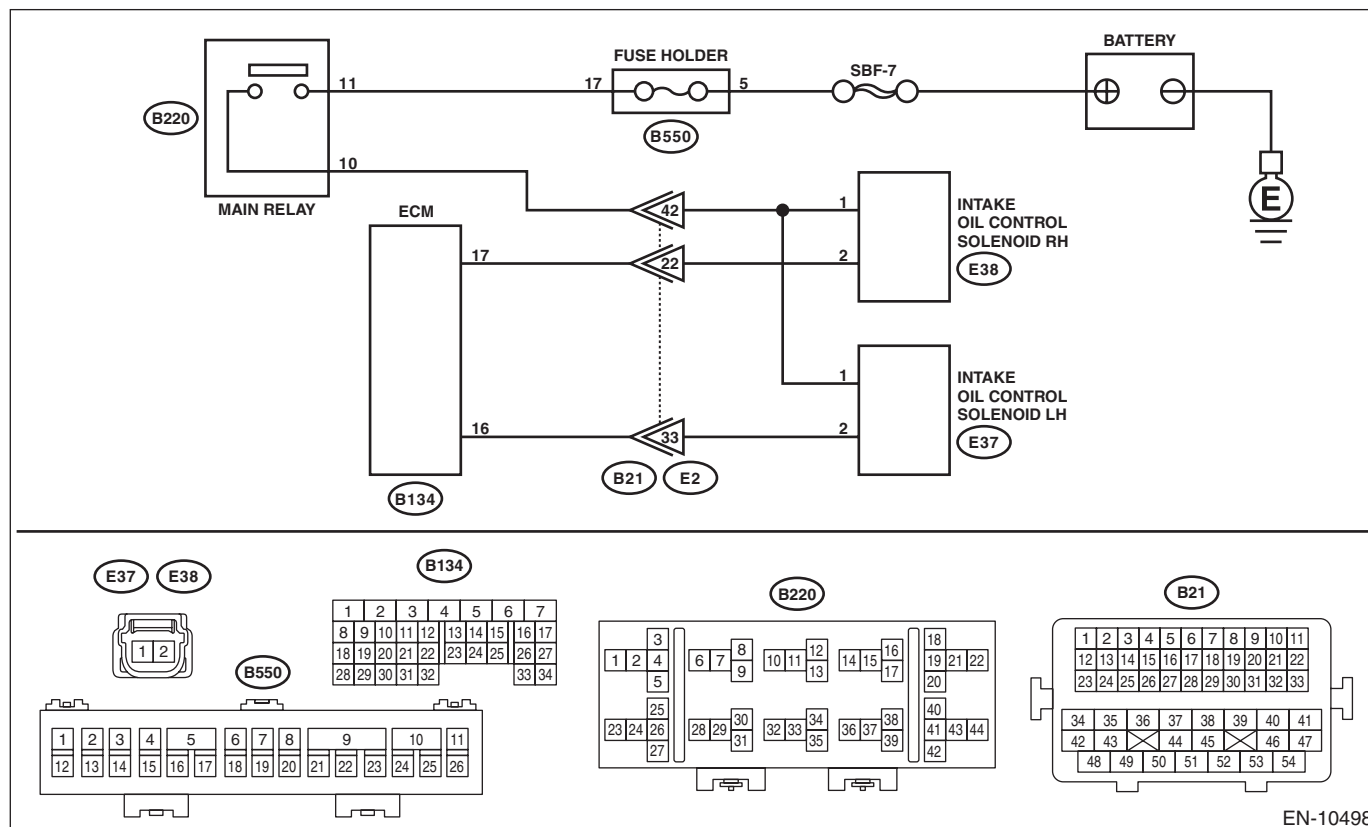 BATTERY
FUSE HOLDER
SBF-7
11
17
5
B220
B550
10
MAIN RELAY
ECM
42
1
INTAKE
OIL CONTROL
SOLENOID RH
E
17
22
2
E38
1
INTAKE
OIL CONTROL
SOLENOID LH
16
33
2
E37
B21 E2
B134
E37 E38
1 2
B134
1 2 3 4 5 6 7
8 9 10 11 12 13 14 15 16 17
18 19 20 21 22 23 24 25 26 27
28 29 30 31 32 33 34
B550
1 2 3 4 5 6 7 8 9 10 11
12 13 14 15 16 17 18 19 20 21 22 23 24 25 26
B220
3 8 12 16 18
1 2 4 6 7 9 10 11 13 14 15 17 19 21 22
5 20
25 30 34 38 40
23 24 26 28 29 31 32 33 35 36 37 39 41 43 44
27 42
B21
1 2 3 4 5 6 7 8 9 10 11
12 13 14 15 16 17 18 19 20 21 22
23 24 25 26 27 28 29 30 31 32 33
34 35 36 37 38 39 40 41
42 43 44 45 46 47
48 49 50 51 52 53 54
EN-10498